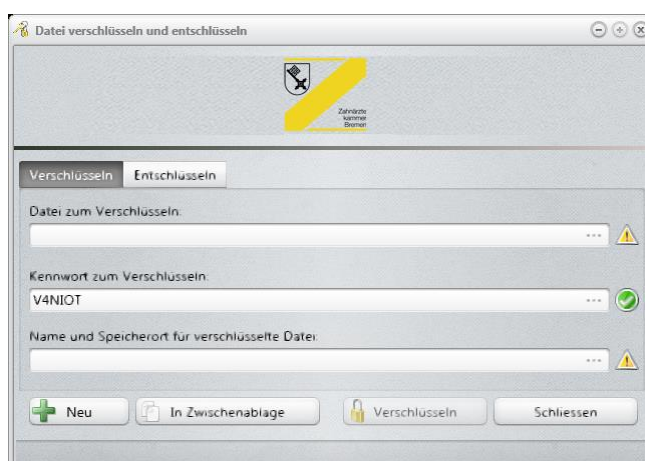 Datei verschlüsseln und entschlüsseln
Zahnärzte
kammer
Bremen
Verschlüsseln Entschlüsseln
Datei zum Verschlüsseln:
...
Kennwort zum Verschlüsseln:
V4NIOT ...
Name und Speicherort für verschlüsselte Datei:
...
Neu In Zwischenablage Verschlüsseln Schliessen